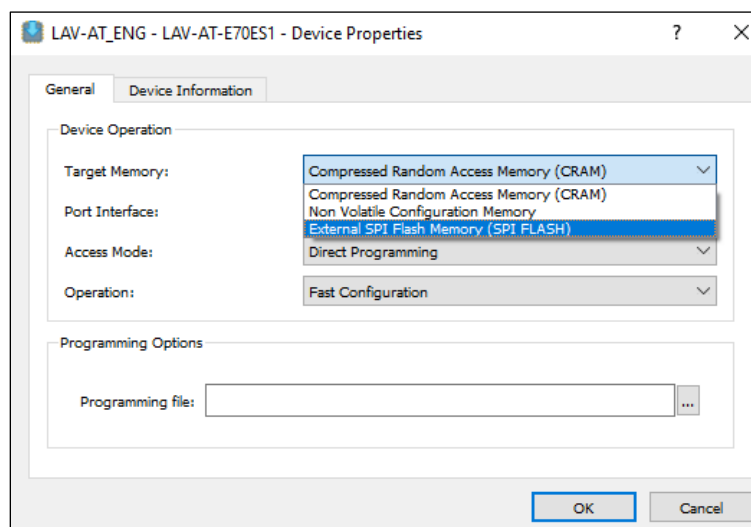 LAV-AT_ENG - LAV-AT-E70ES1 - Device Properties ?
General Device Information
Device Operation
Target Memory: Compressed Random Access Memory (CRAM)
Compressed Random Access Memory (CRAM)
Port Interface: Non Volatile Configuration Memory
External SPI Flash Memory (SPI FLASH)
Access Mode: Direct Programming
Operation: Fast Configuration
Programming Options
Programming file: ...
OK Cancel